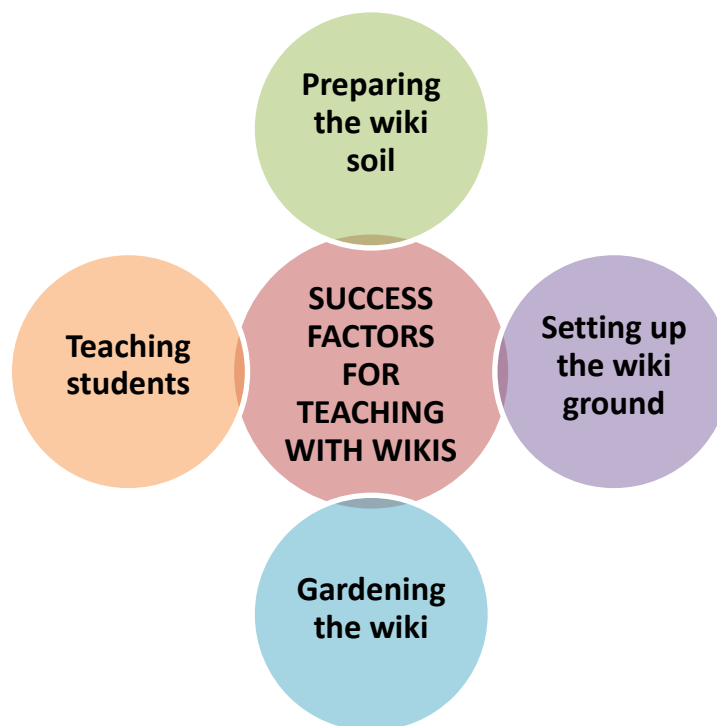 Preparing
the wiki
soil
SUCCESS
FACTORS
FOR
TEACHING
WITH WIKIS
Teaching
students
Setting up
the wiki
ground
Gardening
the wiki